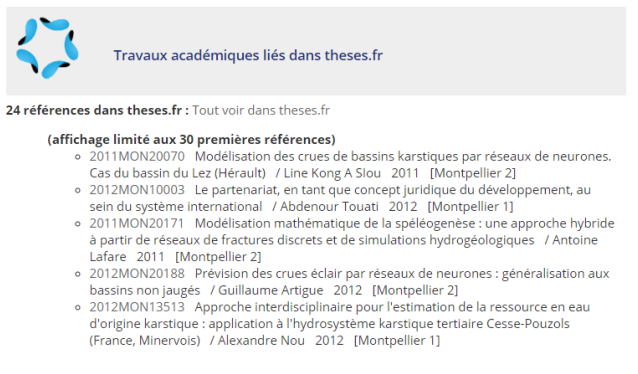 Travaux académiques liés dans theses.fr
24 références dans theses.fr : Tout voir dans theses.fr
(affichage limité aux 30 premières références)
2011MON20070 Modélisation des crues de bassins karstiques par réseaux de neurones.
Cas du bassin du Lez (Hérault) / Line Kong A Slou 2011 [Montpellier 2]
2012MON10003 Le partenariat, en tant que concept juridique du développement, au
sein du système international / Abdenour Touati 2012 [Montpellier 1]
2011MON20171 Modélisation mathématique de la spéléogenèse : une approche hybride
à partir de réseaux de fractures discrets et de simulations hydrogéologiques / Antoine
Lafare 2011 [Montpellier 2]
2012MON20188 Prévision des crues éclair par réseaux de neurones : généralisation aux
bassins non jaugés / Guillaume Artigue 2012 [Montpellier 2]
2012MON13513 Approche interdisciplinaire pour l'estimation de la ressource en eau
d'origine karstique : application à l'hydrosystème karstique tertiaire Cesse-Pouzols
(France, Minervois) / Alexandre Nou 2012 [Montpellier 1]